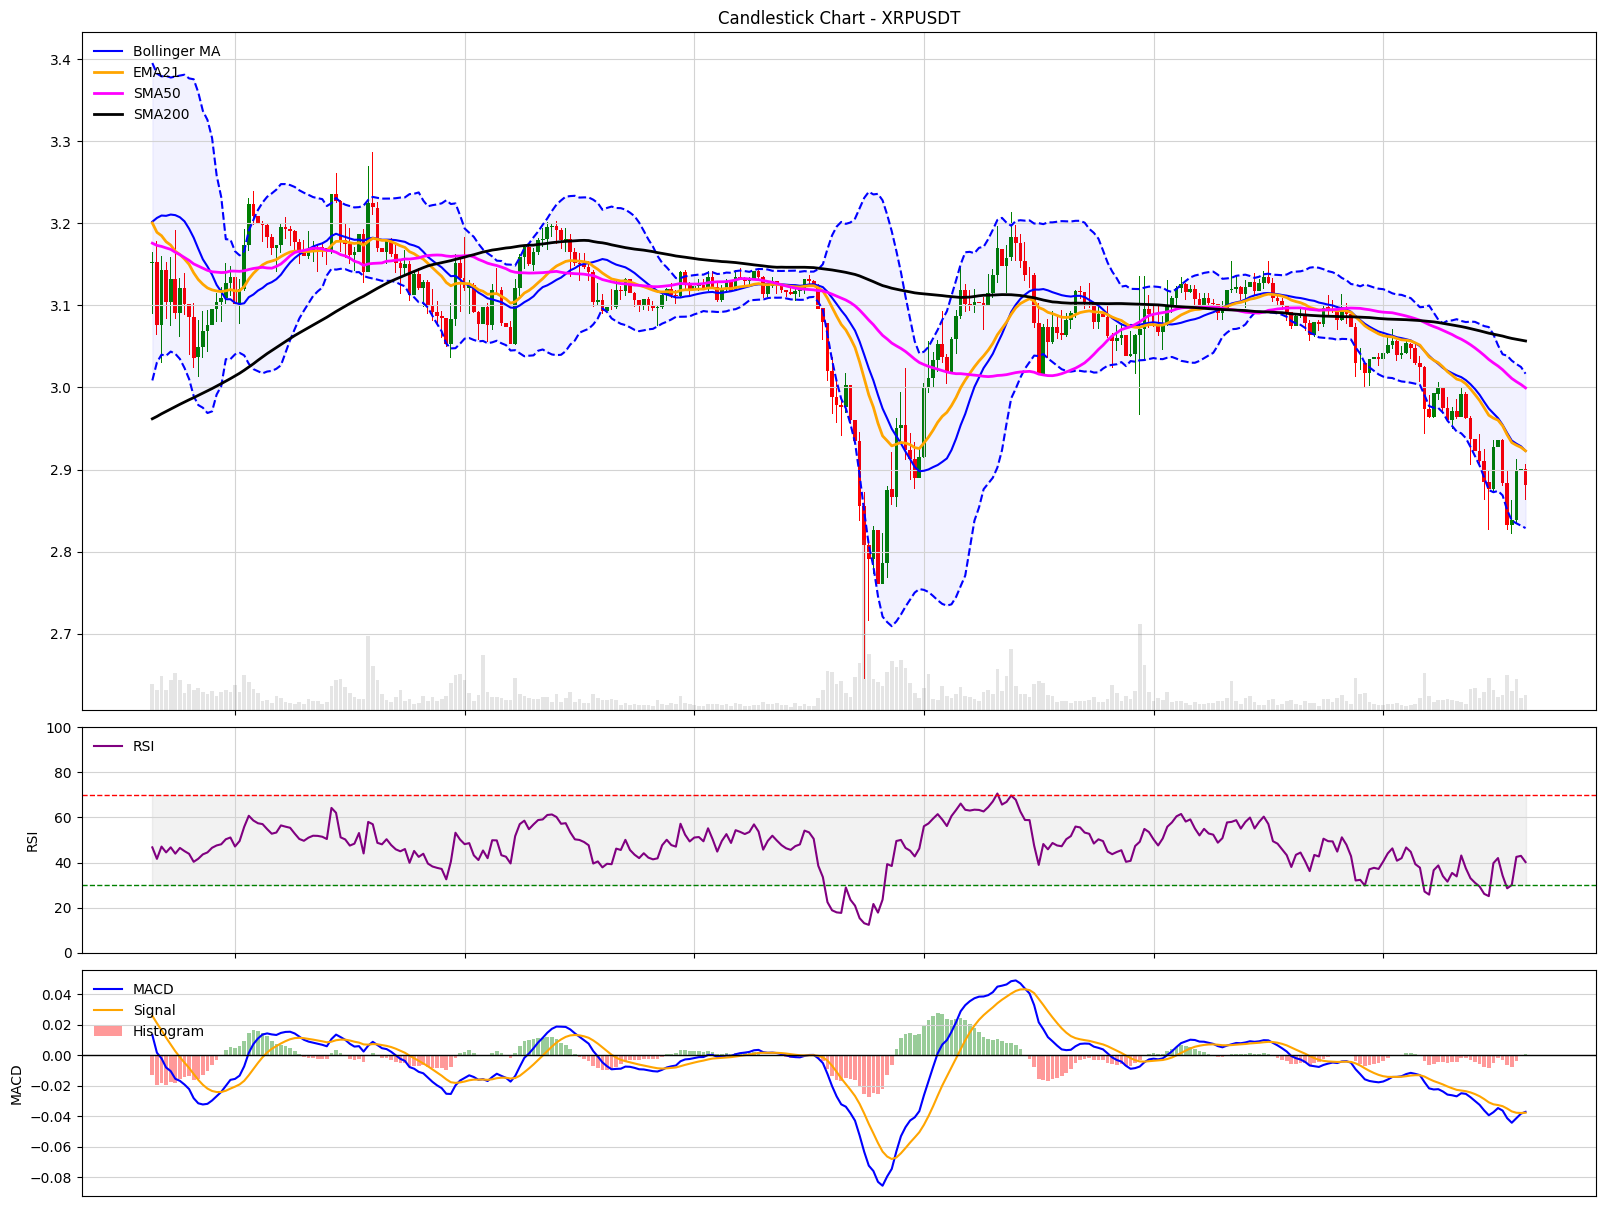 Candlestick Chart - XRPUSDT
Bollinger MA
EMA21
SMA50
SMA200
3.4
3.3
3.2
3.1
3.0
2.9
2.8
2.7
RSI
100
80
60
40
20
0
RSI
MACD
Signal
Histogram
0.04
0.02
0.00
−0.02
−0.04
−0.06
−0.08
MACD